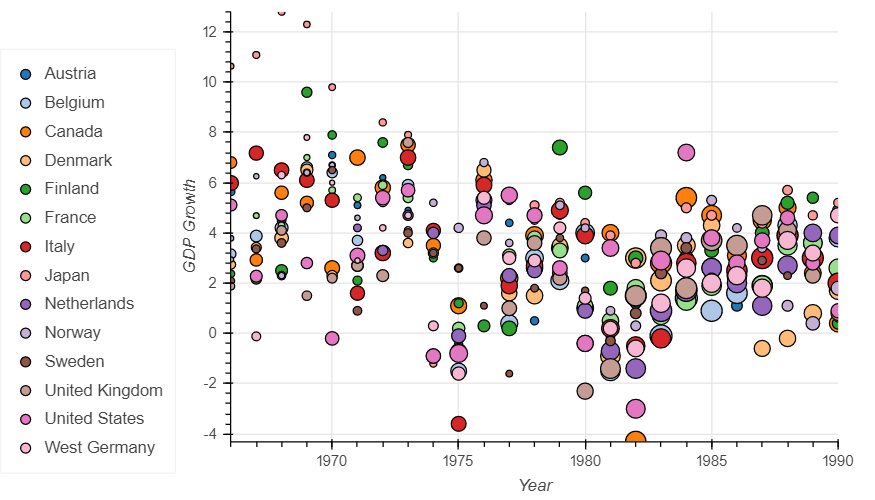 Austria
Belgium
Canada
Denmark
Finland
France
Italy
Japan
Netherlands
Norway
Sweden
United Kingdom
United States
West Germany
GDP Growth
12
10
8
6
4
2
0
-2
-4
1970
1975
1980
1985
1990
Year